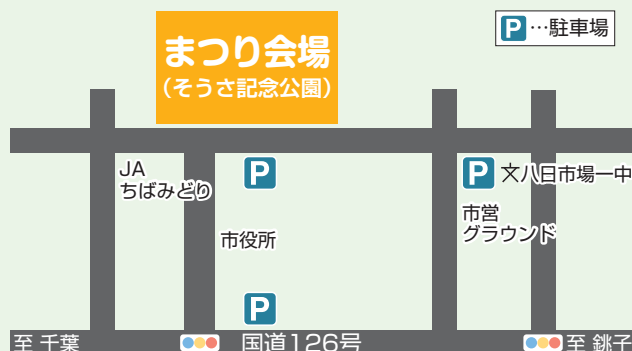 P…駐車場
まつり会場
(そうさ記念公園)
JA
ちばみどり
P
P
文八日市場一中
市営
グラウンド
市役所
P
至 千葉
国道126号
至 銚子